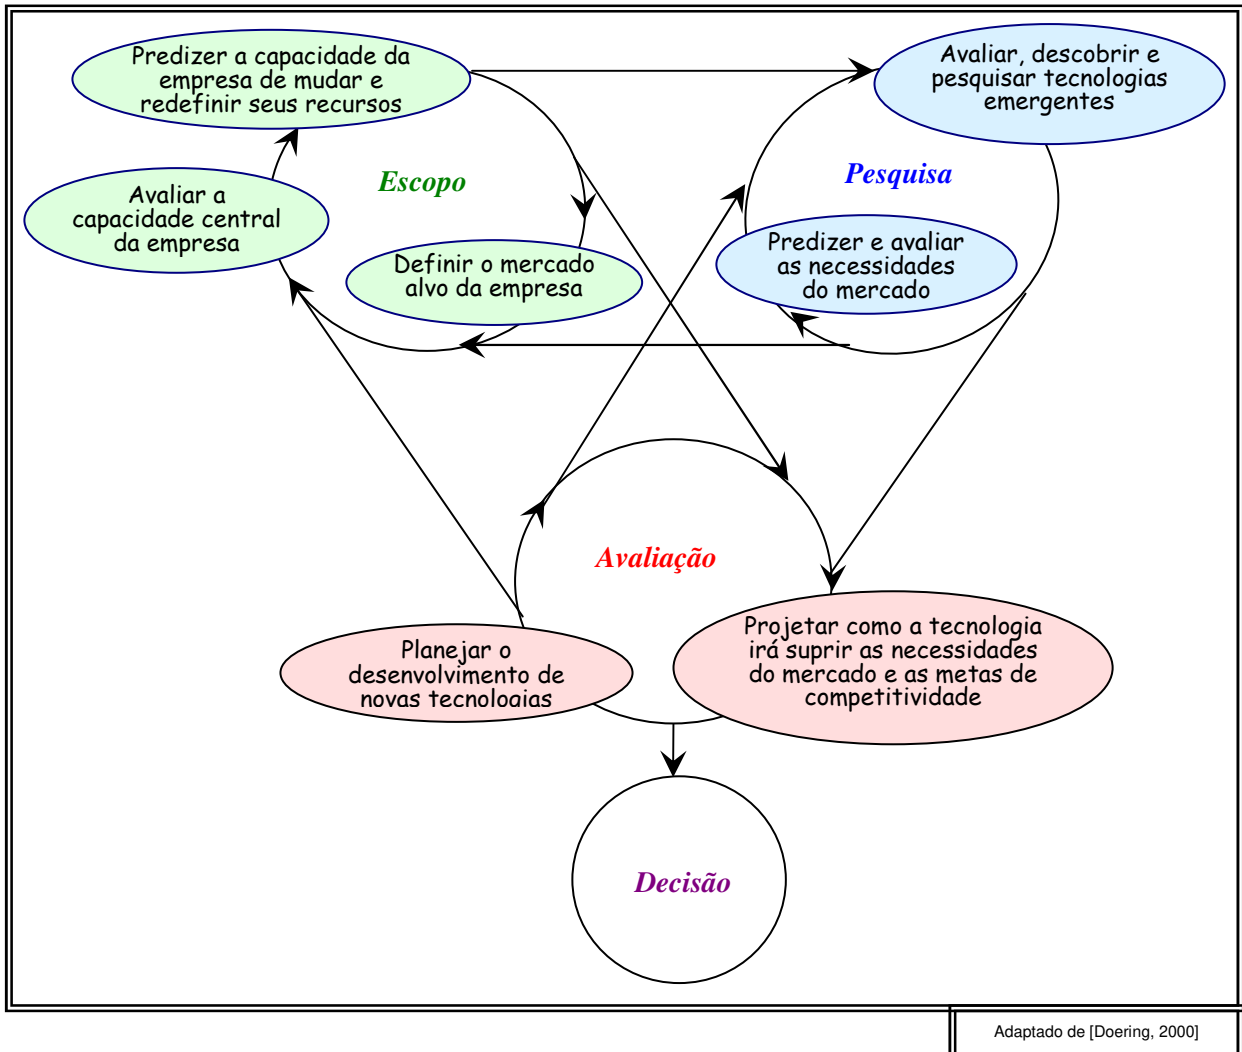 Predizer a capacidade da
empresa de mudar e
redefinir seus recursos
Avaliar, descobrir e
pesquisar tecnologias
emergentes
Escopo
Pesquisa
Avaliar a
capacidade central
da empresa
Definir o mercado
alvo da empresa
Predizer e avaliar
as necessidades
do mercado
Avaliação
Planejar o
desenvolvimento de
novas tecnologias
Projetar como a tecnologia
irá suprir as necessidades
do mercado e as metas de
competitividade
Decisão
Adaptado de [Doering, 2000]